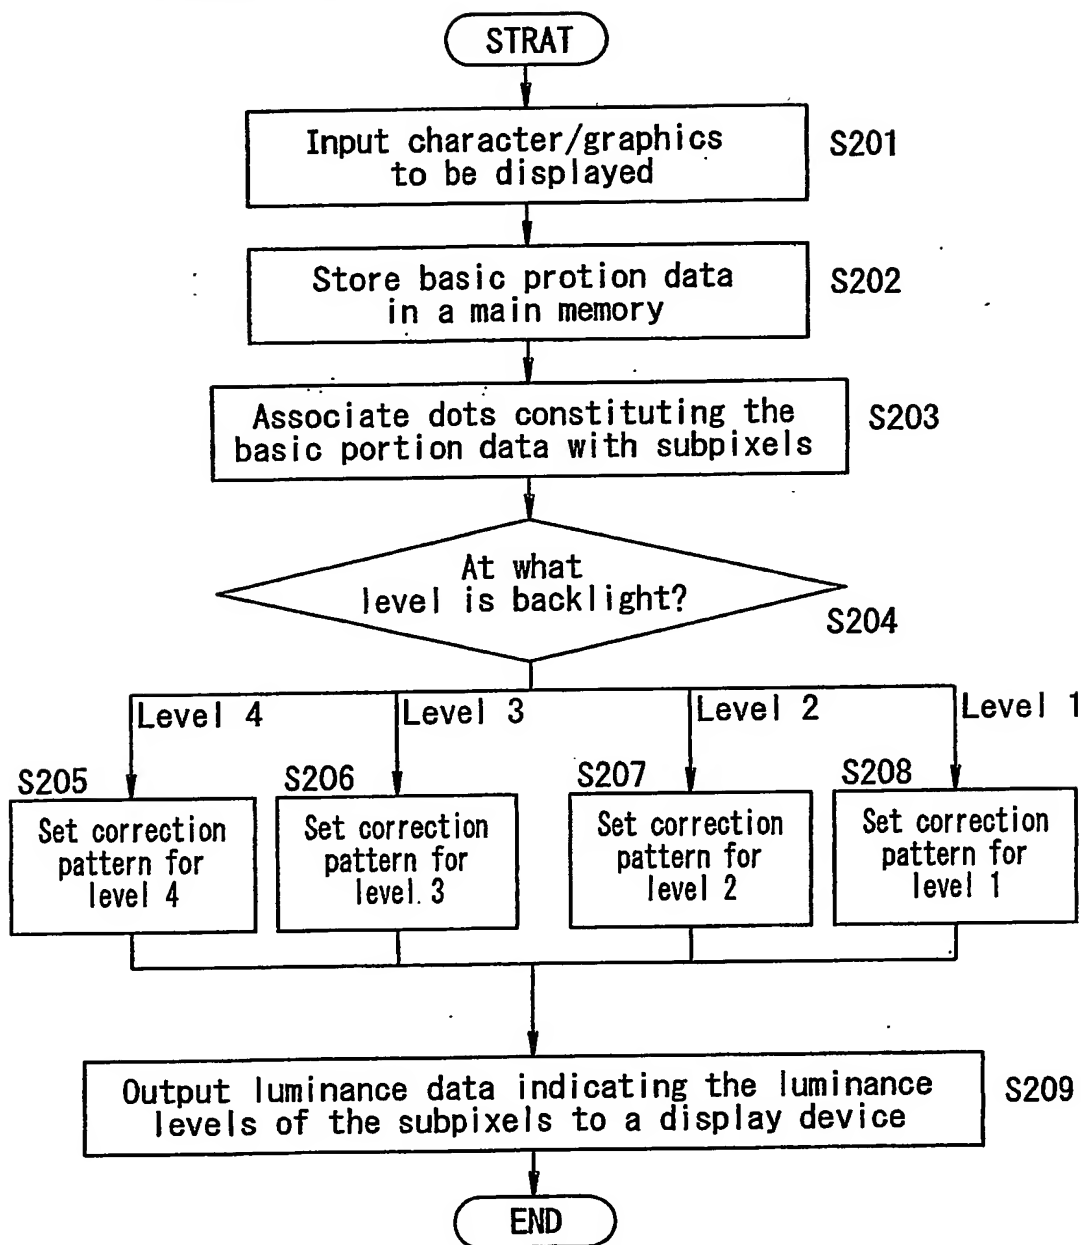 STRAT
Input character/graphics
to be displayed
S201
Store basic protion data
in a main memory
S202
Associate dots constituting the
basic portion data with subpixels
S203
At what
level is backlight?
S204
Level 4
Level 3
Level 2
Level 1
S205
S206
S207
S208
Set correction
pattern for
level 4
Set correction
pattern for
level. 3
Set correction
pattern for
level 2
Set correction
pattern for
level 1
Output luminance data indicating the luminance
levels of the subpixels to a display device
S209
END